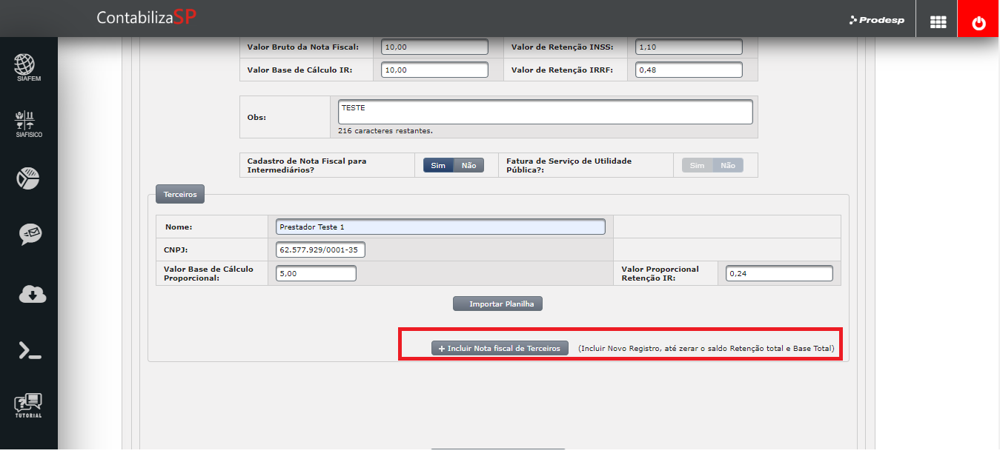 ContabilizaSP
Prodesp
SIAFEM
SIAFISICO
TUTORIAL
Valor Bruto da Nota Fiscal: 10,00 Valor de Retenção INSS: 1,10
Valor Base de Cálculo IR: 10,00 Valor de Retenção IRRF: 0,48
Obs: TESTE
216 caracteres restantes.
Cadastro de Nota Fiscal para
Intermediários? Sim Não
Fatura de Serviço de Utilidade
Pública?: Sim Não
Terceiros
Nome: Prestador Teste 1
CNPJ: 62.577.929/0001-35
Valor Base de Cálculo
Proporcional: 5,00
Valor Proporcional
Retenção IR: 0,24
Importar Planilha
+ Incluir Nota fiscal de Terceiros (Incluir Novo Registro, até zerar o saldo Retenção total e Base Total)